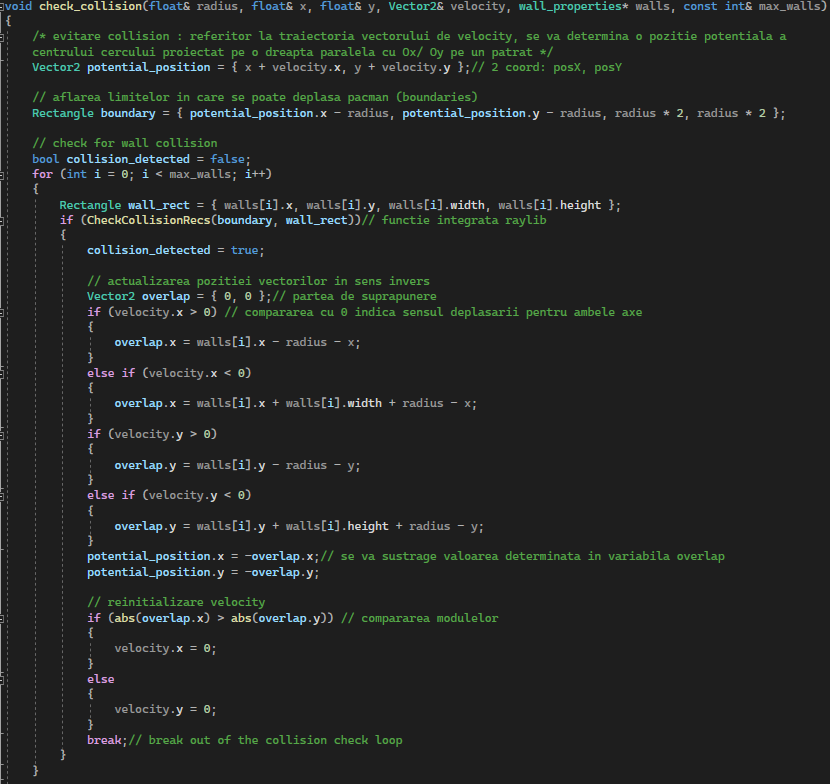 void check_collision(float& radius, float& x, float& y, Vector2& velocity, wall_properties* walls, const int& max_walls)
{
/* evitare collision : referitor la traiectoria vectorului de velocity, se va determina o pozitie potentiala a
centrului cercului proiectat pe o dreapta paralela cu Ox/ Oy pe un patrat */
Vector2 potential_position = { x + velocity.x, y + velocity.y };// 2 coord: posX, posY
// aflarea limitelor in care se poate deplasa pacman (boundaries)
Rectangle boundary = { potential_position.x - radius, potential_position.y - radius, radius * 2, radius * 2 };
// check for wall collision
bool collision_detected = false;
for (int i = 0; i < max_walls; i++)
{
Rectangle wall_rect = { walls[i].x, walls[i].y, walls[i].width, walls[i].height };
if (CheckCollisionRecs(boundary, wall_rect))// functie integrata raylib
{
collision_detected = true;
// actualizarea pozitiei vectorilor in sens invers
Vector2 overlap = { 0, 0 };// partea de suprapunere
if (velocity.x > 0) // compararea cu 0 indica sensul deplasarii pentru ambele axe
{
overlap.x = walls[i].x - radius - x;
}
else if (velocity.x < 0)
{
overlap.x = walls[i].x + walls[i].width + radius - x;
}
if (velocity.y > 0)
{
overlap.y = walls[i].y - radius - y;
}
else if (velocity.y < 0)
{
overlap.y = walls[i].y + walls[i].height + radius - y;
}
potential_position.x = -overlap.x;// se va sustrage valoarea determinata in variabila overlap
potential_position.y = -overlap.y;
// reinitializare velocity
if (abs(overlap.x) > abs(overlap.y)) // compararea modulelor
{
velocity.x = 0;
}
else
{
velocity.y = 0;
}
break;// break out of the collision check loop
}
}